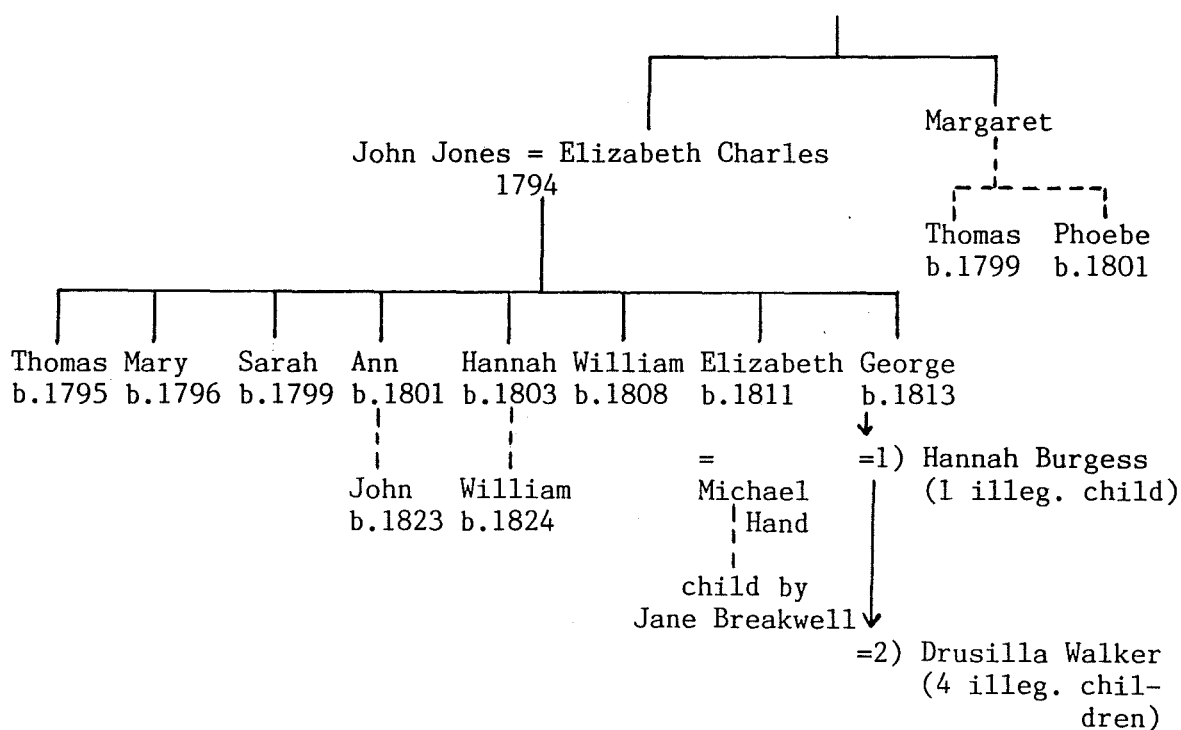 Margaret
John Jones = Elizabeth Charles
1794
Thomas Phoebe
b.1799 b.1801
Thomas Mary Sarah Ann Hannah William Elizabeth George
b.1795 b.1796 b.1799 b.1801 b.1803 b.1808 b.1811 b.1813
= =1) Hannah Burgess
John William Michael (1 illeg. child)
b.1823 b.1824 Hand
child by
Jane Breakwell
=2) Drusilla Walker
(4 illeg. chil-
dren)